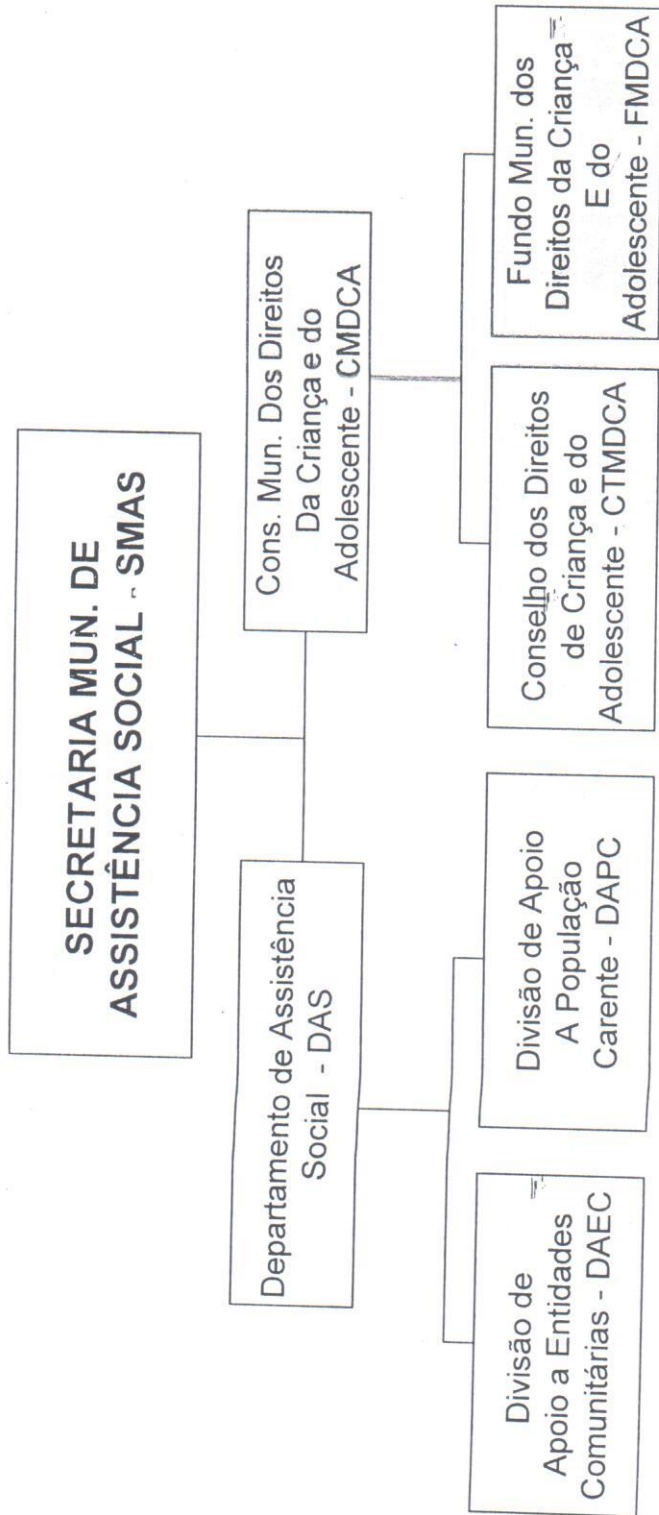 SECRETARIA MUN. DE
ASSISTÊNCIA SOCIAL - SMAS
Departamento de Assistência
Social - DAS
Cons. Mun. Dos Direitos
Da Criança e do
Adolescente - CMDCA
Divisão de
Apoio a Entidades
Comunitárias - DAEC
Divisão de Apoio
A População
Carente - DAPC
Conselho dos Direitos
de Criança e do
Adolescente - CTMDCA
Fundo Mun. dos
Direitos da Criança
E do
Adolescente - FMDCA